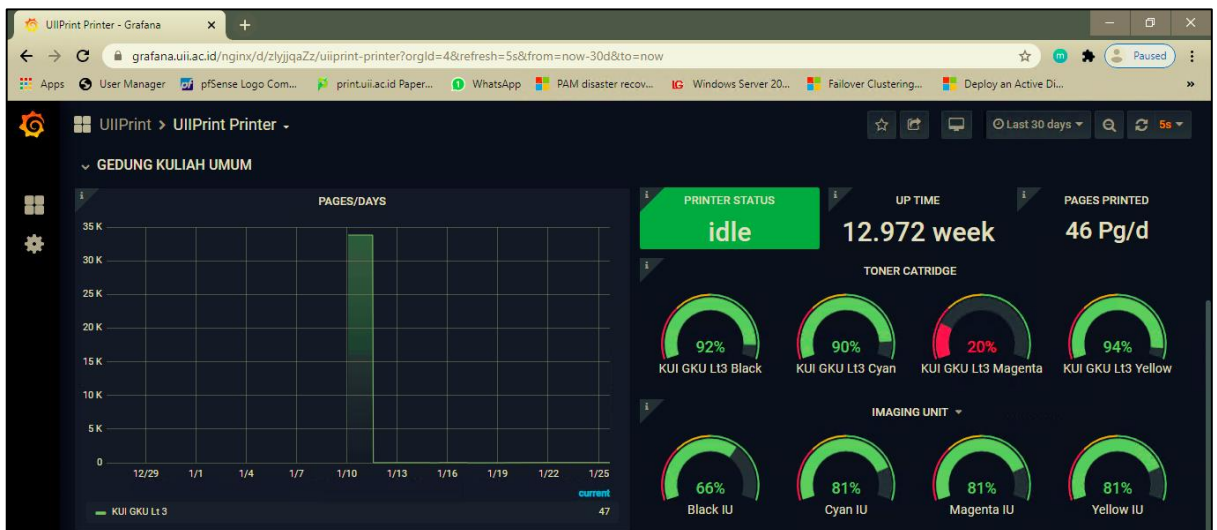 UIIPrint Printer - Grafana
grafana.uii.ac.id/nginx/d/zlyjjqaZz/uiiprint-printer?orgId=4&refresh=5s&from=now-30d&to=now
Paused
Apps User Manager pfSense Logo Com... print.uii.ac.id Paper... WhatsApp PAM disaster recov... Windows Server 20... Failover Clustering... Deploy an Active Di... »
UIIPrint > UIIPrint Printer
Last 30 days 5s
GEDUNG KULIAH UMUM
PAGES/DAYS
35 K
30 K
25 K
20 K
15 K
10 K
5 K
0
12/29 1/1 1/4 1/7 1/10 1/13 1/16 1/19 1/22 1/25
current
KUI GKU Lt 3 47
PRINTER STATUS
idle
UP TIME
12.972 week
PAGES PRINTED
46 Pg/d
TONER CATRIDGE
92% 90% 20% 94%
KUI GKU Lt3 Black KUI GKU Lt3 Cyan KUI GKU Lt3 Magenta KUI GKU Lt3 Yellow
IMAGING UNIT
66% 81% 81% 81%
Black IU Cyan IU Magenta IU Yellow IU